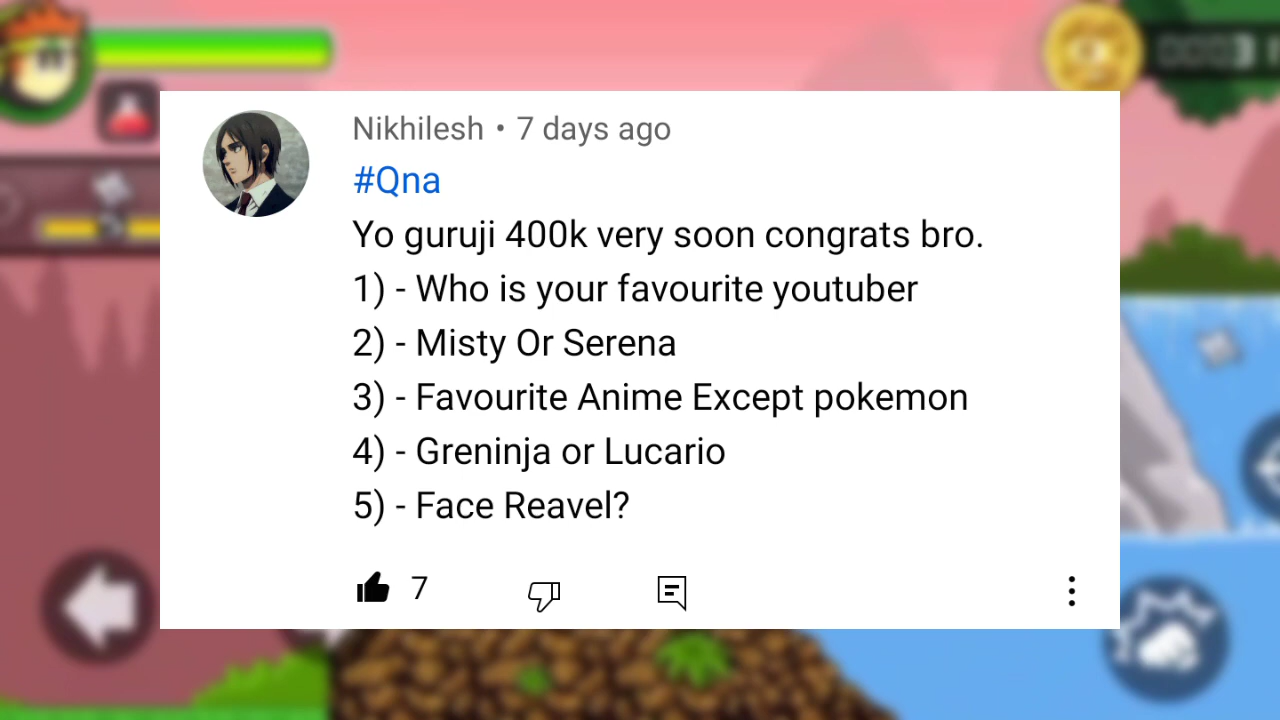 Nikhilesh • 7 days ago
#Qna
Yo guruji 400k very soon congrats bro.
1) - Who is your favourite youtuber
2) - Misty Or Serena
3) - Favourite Anime Except pokemon
4) - Greninja or Lucario
5) - Face Reavel?
7